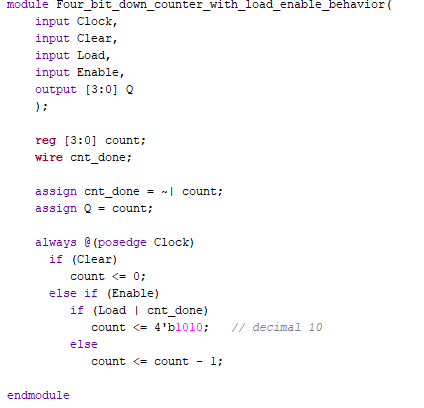 module Four_bit_down_counter_with_load_enable_behavior(
    input Clock,
    input Clear,
    input Load,
    input Enable,
    output [3:0] Q
    );

    reg [3:0] count;
    wire cnt_done;

    assign cnt_done = ~| count;
    assign Q = count;

    always @(posedge Clock)
      if (Clear)
         count <= 0;
      else if (Enable)
         if (Load | cnt_done)
            count <= 4'b1010;   // decimal 10
         else
            count <= count - 1;

endmodule